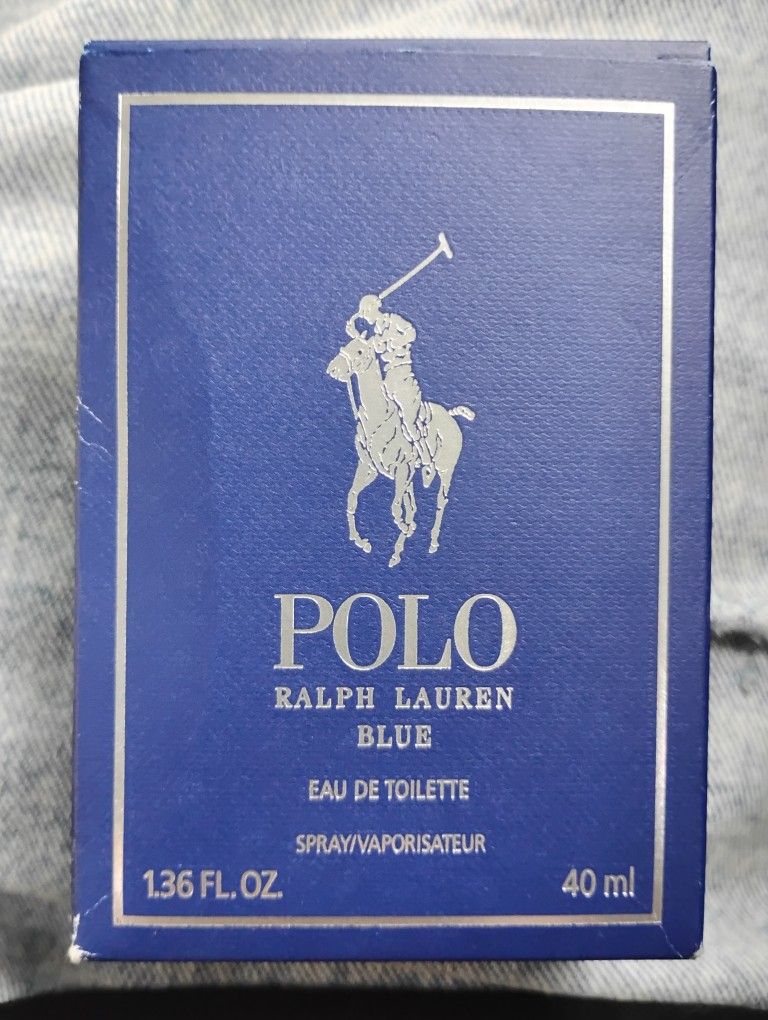 POLO
RALPH LAUREN
BLUE
EAU DE TOILETTE
SPRAY/VAPORISATEUR
1.36 FL. OZ. 40 ml